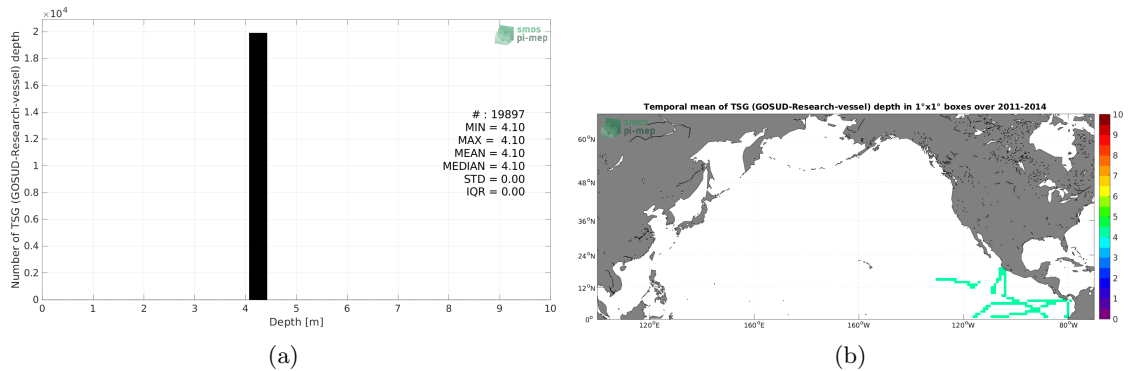 ×10⁴
2
1.8
1.6
1.4
1.2
1
0.8
0.6
0.4
0.2
0
Number of TSG (GOSUD-Research-vessel) depth
smos
pi-mep
# : 19897
MIN = 4.10
MAX = 4.10
MEAN = 4.10
MEDIAN = 4.10
STD = 0.00
IQR = 0.00
0 1 2 3 4 5 6 7 8 9 10
Depth [m]
(a)
Temporal mean of TSG (GOSUD-Research-vessel) depth in 1°x1° boxes over 2011-2014
smos
pi-mep
60°N
48°N
36°N
24°N
12°N
0°
120°E 160°E 160°W 120°W 80°W
10
9
8
7
6
5
4
3
2
1
0
(b)